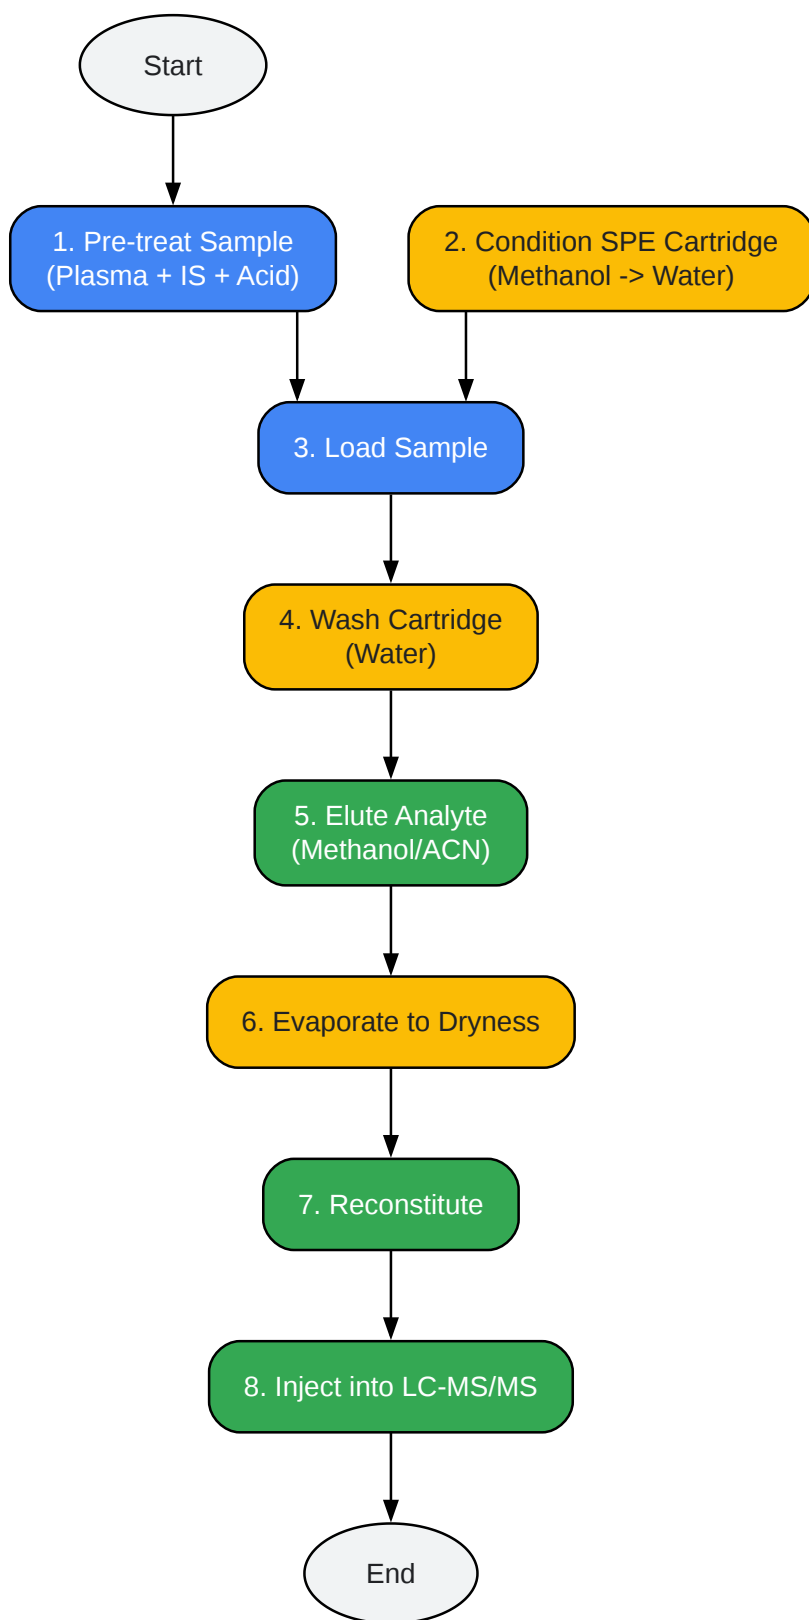 Start
1. Pre-treat Sample
(Plasma + IS + Acid)
2. Condition SPE Cartridge
(Methanol -> Water)
3. Load Sample
4. Wash Cartridge
(Water)
5. Elute Analyte
(Methanol/ACN)
6. Evaporate to Dryness
7. Reconstitute
8. Inject into LC-MS/MS
End